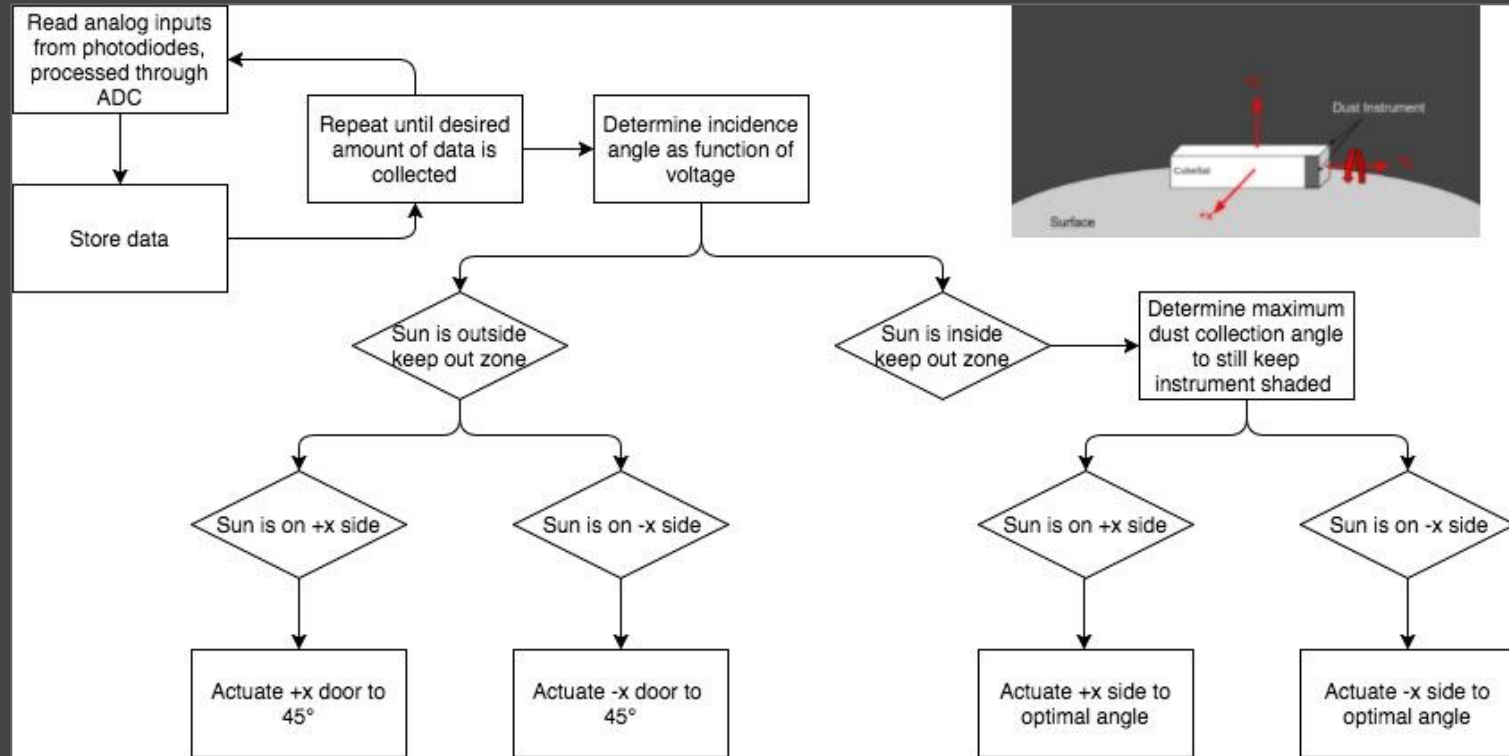 Read analog inputs
from photodiodes,
processed through
ADC
Repeat until desired
amount of data is
collected
Determine incidence
angle as function of
voltage
Store data
Dust Instrument
CubeSat
+x
Surface
Sun is outside
keep out zone
Sun is inside
keep out zone
Determine maximum
dust collection angle
to still keep
instrument shaded
Sun is on +x side
Sun is on -x side
Sun is on +x side
Sun is on -x side
Actuate +x door to
45°
Actuate -x door to
45°
Actuate +x side to
optimal angle
Actuate -x side to
optimal angle